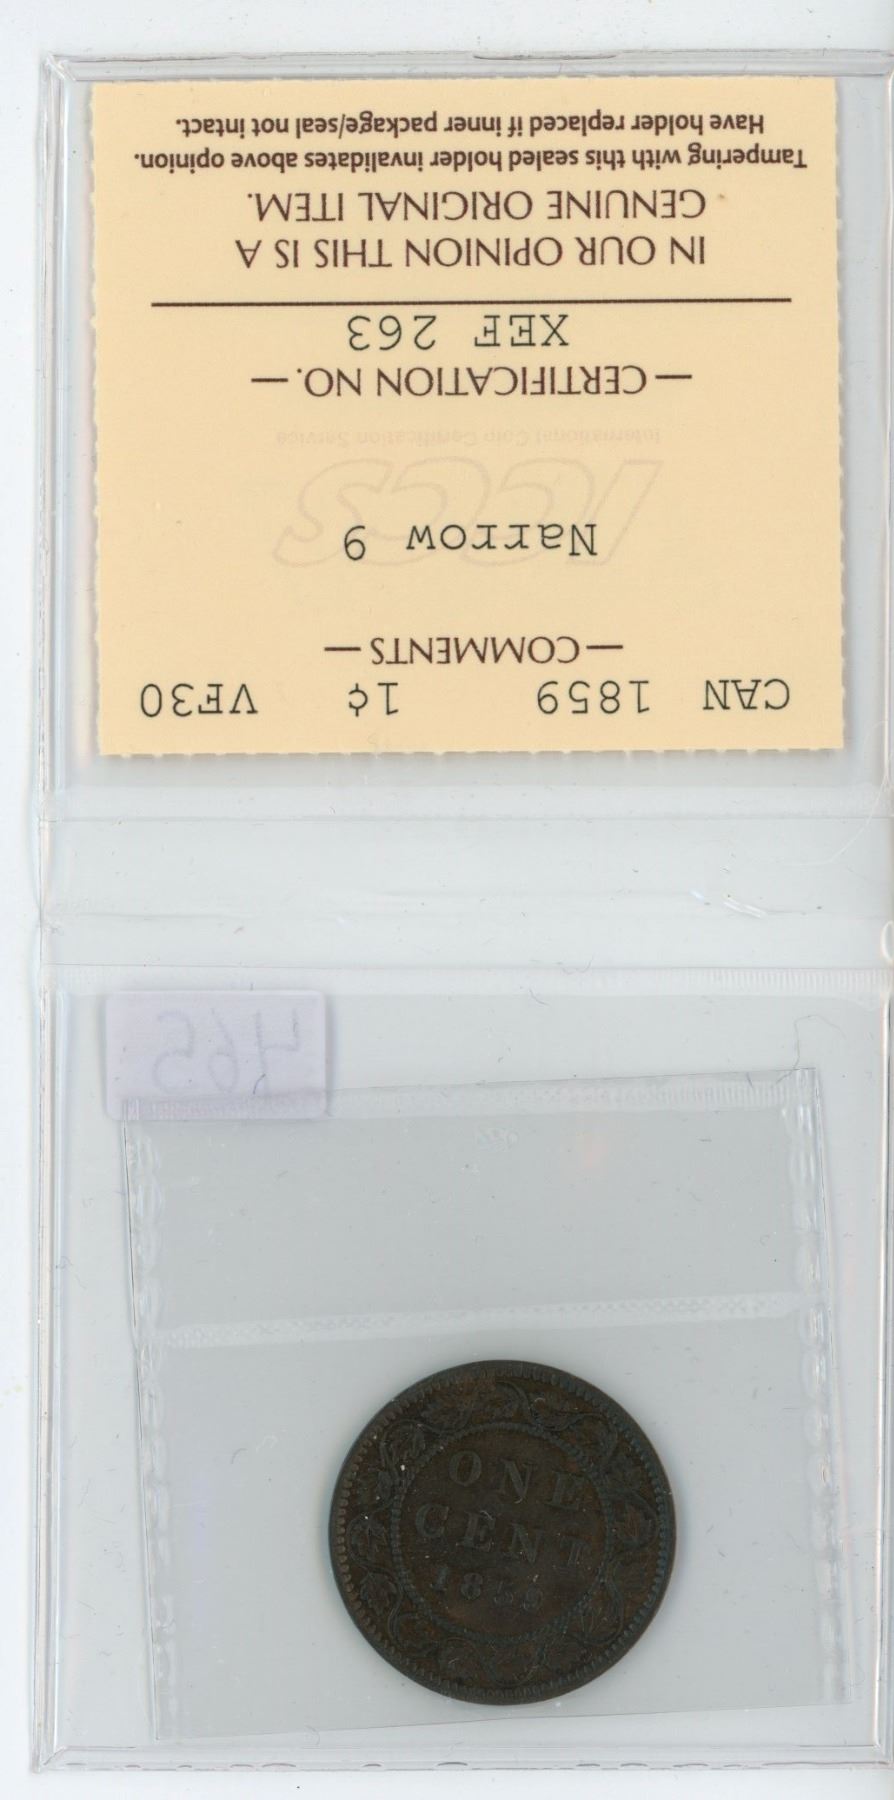 CAN 1859 1¢ VF30
— COMMENTS —
Narrow 9
ICCS
International Coin Certification Service
— CERTIFICATION NO. —
XEF 263
IN OUR OPINION THIS IS A
GENUINE ORIGINAL ITEM.
Tampering with this sealed holder invalidates above opinion.
Have holder replaced if inner package/seal not intact.
465
ONE
CENT
1859